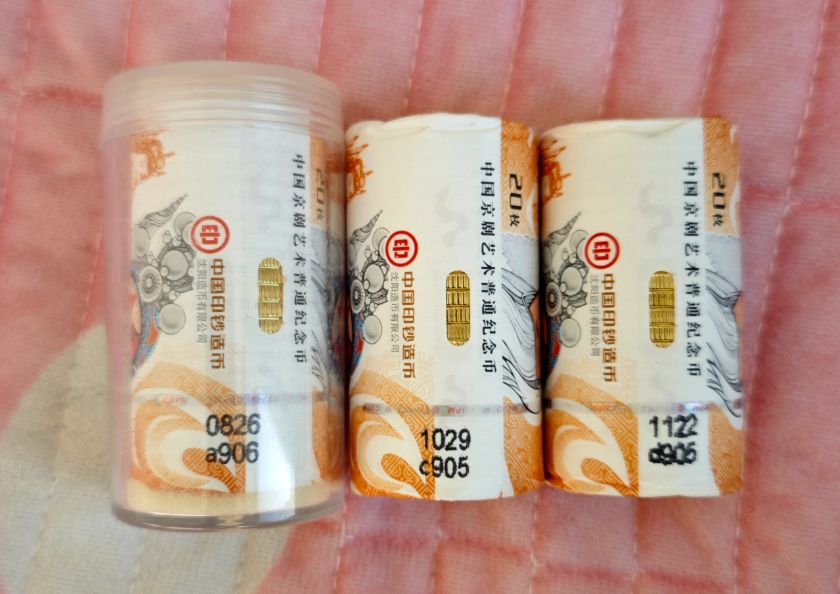 中国京剧艺术普通纪念币
20枚
印
中国印钞造币
沈阳造币有限公司
0826
a906
中国京剧艺术普通纪念币
20枚
印
中国印钞造币
沈阳造币有限公司
1029
c905
中国京剧艺术普通纪念币
20枚
印
中国印钞造币
沈阳造币有限公司
1122
d905